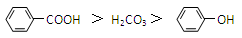 COOH > H₂CO₃ > OH